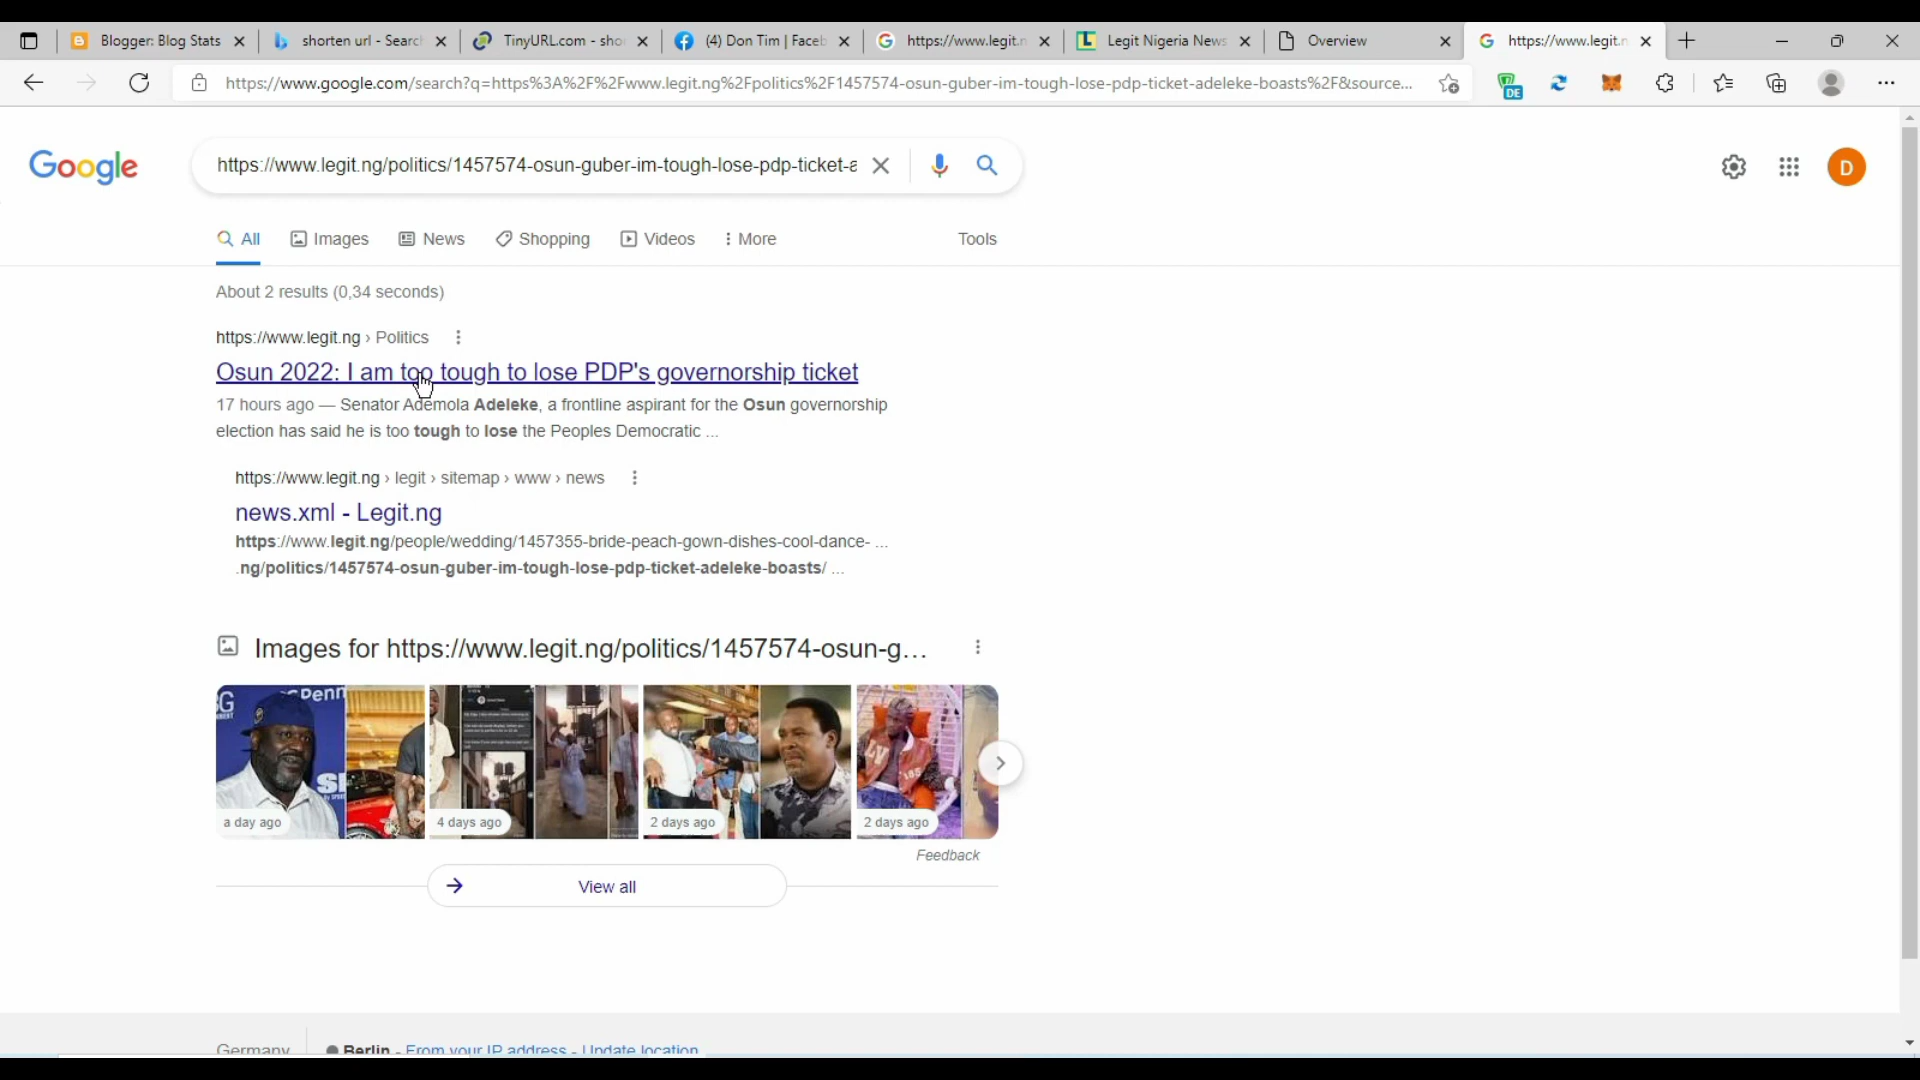 Blogger: Blog Stats
shorten url - Searc
TinyURL.com - sho
(4) Don Tim | Faceb
https://www.legit.n
Legit Nigeria News
Overview
https://www.legit.n
https://www.google.com/search?q=https%3A%2F%2Fwww.legit.ng%2Fpolitics%2F1457574-osun-guber-im-tough-lose-pdp-ticket-adeleke-boasts%2F&source...
DE
Google
https://www.legit.ng/politics/1457574-osun-guber-im-tough-lose-pdp-ticket-a
D
All
Images
News
Shopping
Videos
More
Tools
About 2 results (0,34 seconds)
https://www.legit.ng › Politics
Osun 2022: I am too tough to lose PDP's governorship ticket
17 hours ago — Senator Ademola Adeleke, a frontline aspirant for the Osun governorship
election has said he is too tough to lose the Peoples Democratic ...
https://www.legit.ng › legit › sitemap › www › news
news.xml - Legit.ng
https://www.legit.ng/people/wedding/1457355-bride-peach-gown-dishes-cool-dance- ...
.ng/politics/1457574-osun-guber-im-tough-lose-pdp-ticket-adeleke-boasts/ ...
Images for https://www.legit.ng/politics/1457574-osun-g...
a day ago
4 days ago
2 days ago
2 days ago
Feedback
View all
Germany
Berlin - From your IP address - Update location